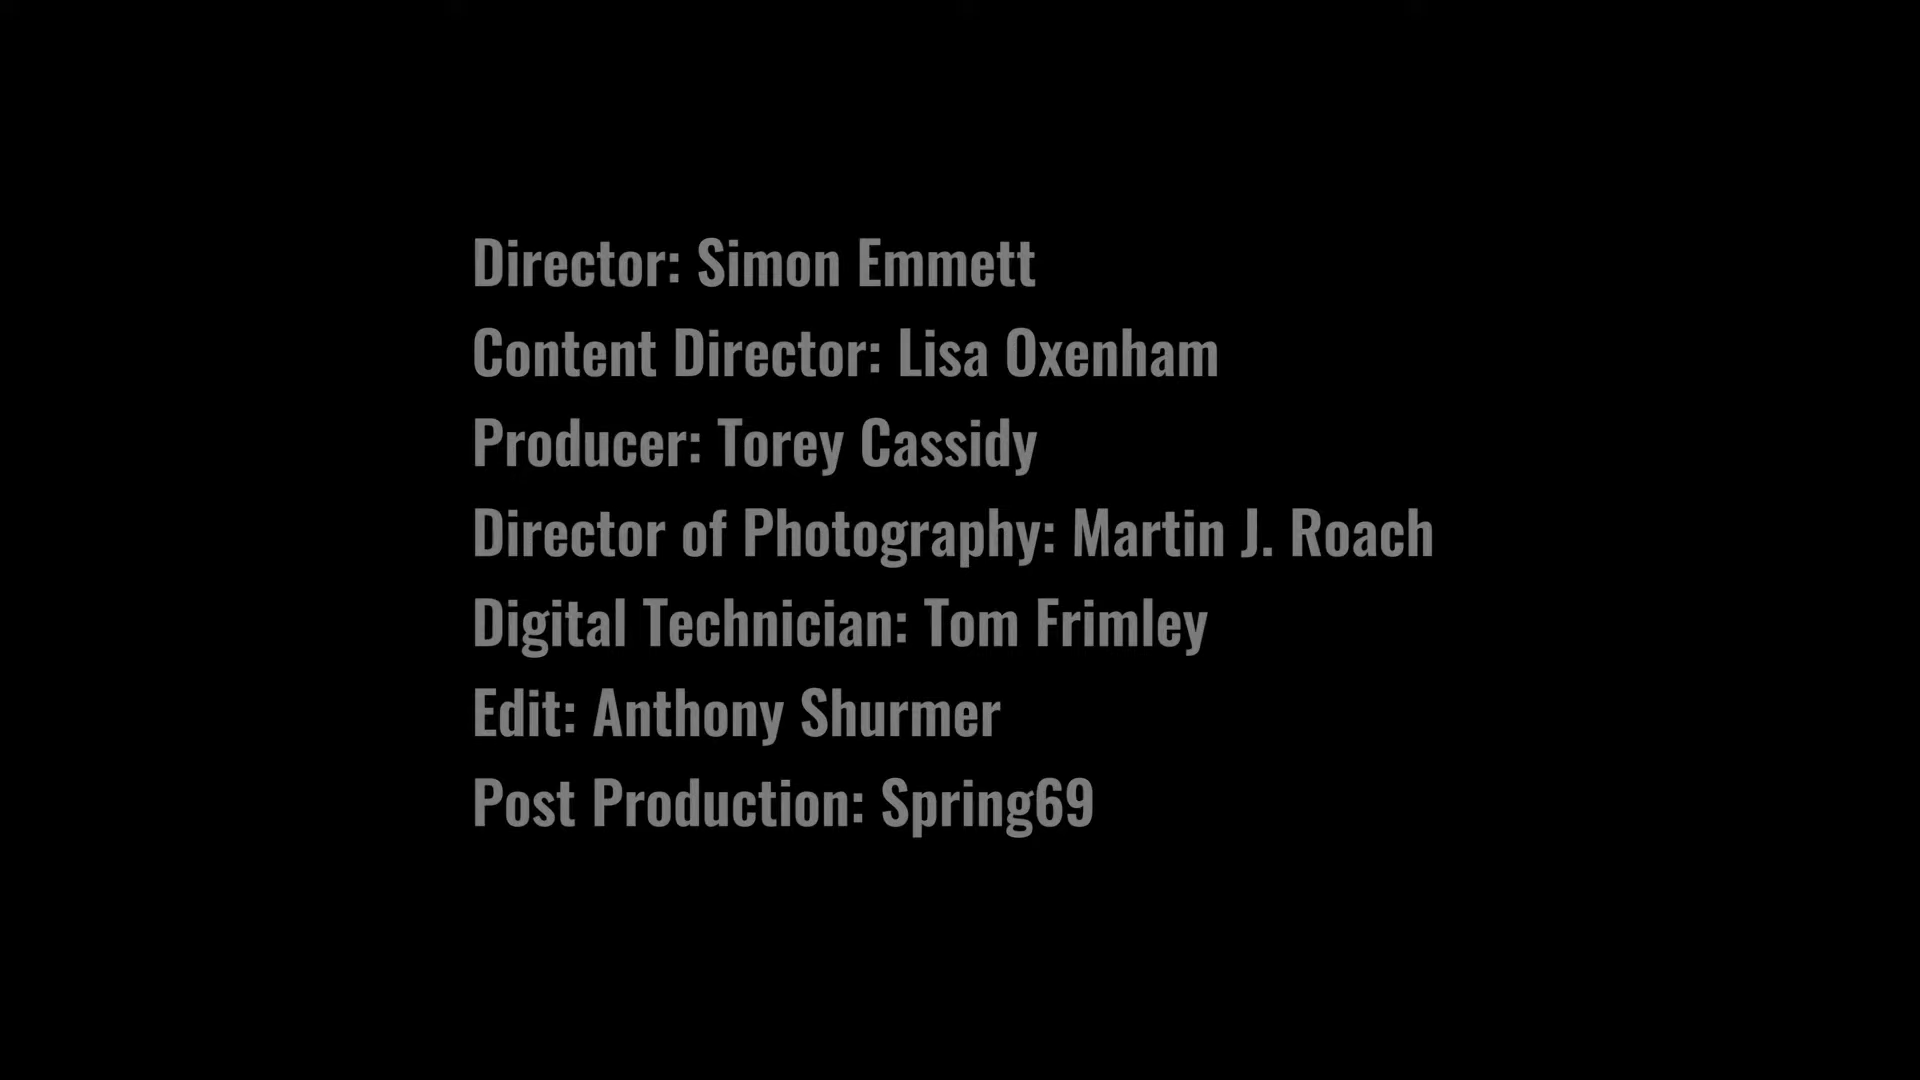 Director: Simon Emmett
Content Director: Lisa Oxenham
Producer: Torey Cassidy
Director of Photography: Martin J. Roach
Digital Technician: Tom Frimley
Edit: Anthony Shurmer
Post Production: Spring69